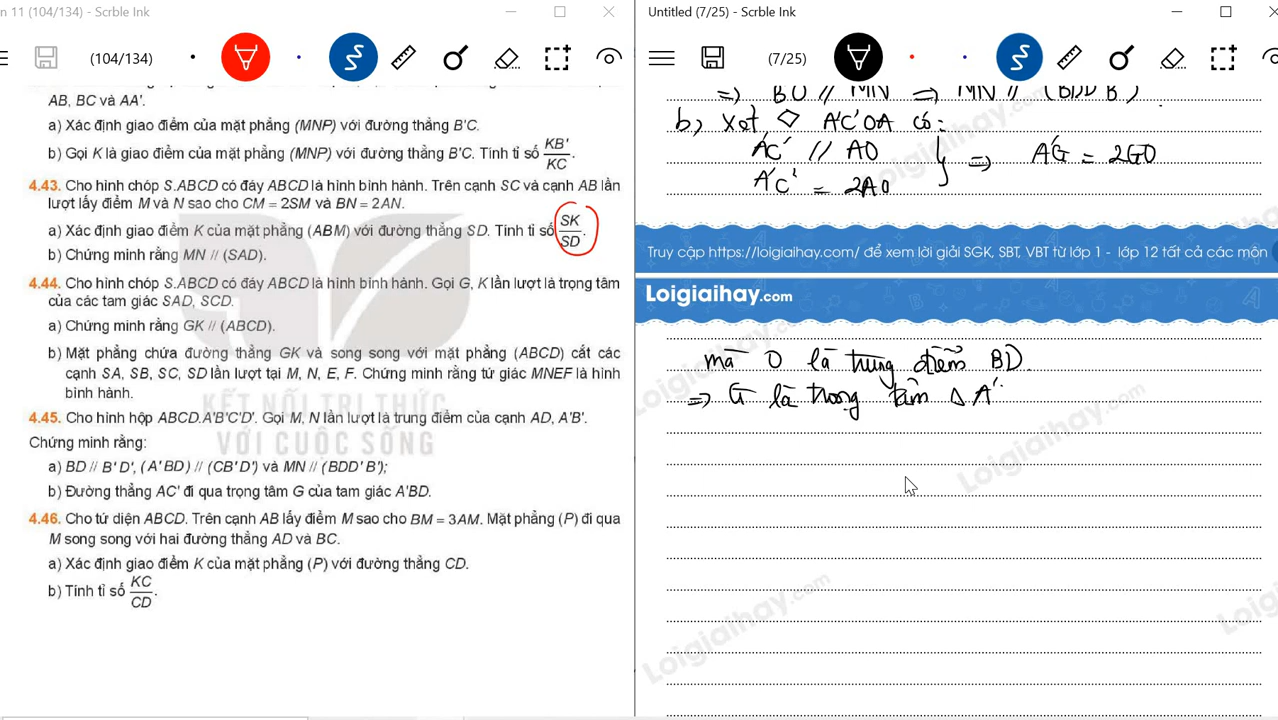 n 11 (104/134) - Scrble Ink
(104/134)
AB, BC và AA'.
a) Xác định giao điểm của mặt phẳng (MNP) với đường thẳng B'C.
b) Gọi K là giao điểm của mặt phẳng (MNP) với đường thẳng B'C. Tính tỉ số KB'/KC.
4.43. Cho hình chóp S.ABCD có đáy ABCD là hình bình hành. Trên cạnh SC và cạnh AB lần
lượt lấy điểm M và N sao cho CM = 2SM và BN = 2AN.
a) Xác định giao điểm K của mặt phẳng (ABM) với đường thẳng SD. Tính tỉ số SK/SD.
b) Chứng minh rằng MN // (SAD).
4.44. Cho hình chóp S.ABCD có đáy ABCD là hình bình hành. Gọi G, K lần lượt là trọng tâm
của các tam giác SAD, SCD.
a) Chứng minh rằng GK // (ABCD).
b) Mặt phẳng chứa đường thẳng GK và song song với mặt phẳng (ABCD) cắt các
cạnh SA, SB, SC, SD lần lượt tại M, N, E, F. Chứng minh rằng tứ giác MNEF là hình
bình hành.
KẾT NỐI TRI THỨC
4.45. Cho hình hộp ABCD.A'B'C'D'. Gọi M, N lần lượt là trung điểm của cạnh AD, A'B'.
VỚI CUỘC SỐNG
Chứng minh rằng:
a) BD // B'D', (A'BD) // (CB'D') và MN // (BDD'B');
b) Đường thẳng AC' đi qua trọng tâm G của tam giác A'BD.
4.46. Cho tứ diện ABCD. Trên cạnh AB lấy điểm M sao cho BM = 3AM. Mặt phẳng (P) đi qua
M song song với hai đường thẳng AD và BC.
a) Xác định giao điểm K của mặt phẳng (P) với đường thẳng CD.
b) Tính tỉ số KC/CD.
Untitled (7/25) - Scrble Ink
(7/25)
=> BO // MN => MN // (BDD'B')
b) Xét ◇ A'C'OA có:
A'C' // AO
A'C' = 2AO } => A'G = 2GO
Truy cập https://loigiaihay.com/ để xem lời giải SGK, SBT, VBT từ lớp 1 - lớp 12 tất cả các môn
Loigiaihay.com
mà O là trung điểm BD.
=> G là trọng tâm Δ A'
Loigiaihay.com
Loigiaihay.com
Loigiaihay.com